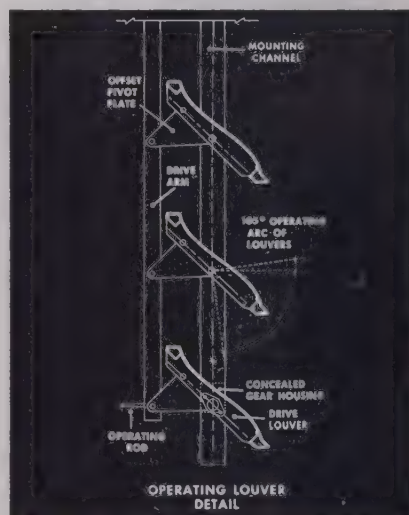 MOUNTING
CHANNEL
OFFSET
PIVOT
PLATE
DRIVE
ARM
105° OPERATING
ARC OF
LOUVERS
CONCEALED
GEAR HOUSING
DRIVE
LOUVER
OPERATING
ROD
OPERATING LOUVER
DETAIL